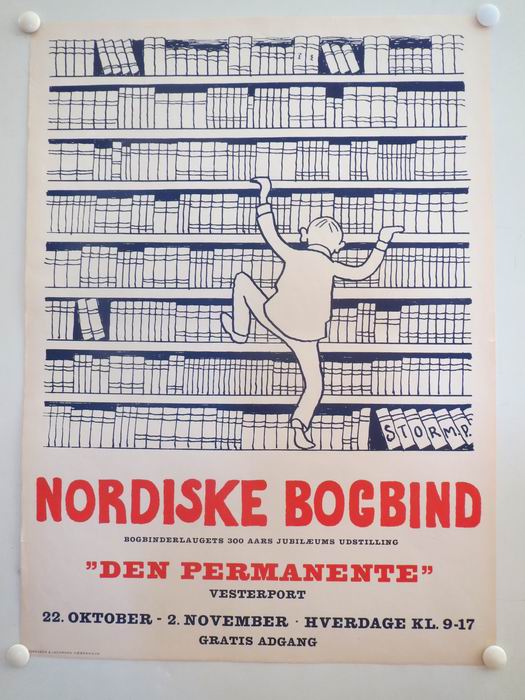 STORM P.
NORDISKE BOGBIND
BOGBINDERLAUGETS 300 AARS JUBILÆUMS UDSTILLING
"DEN PERMANENTE"
VESTERPORT
22. OKTOBER - 2. NOVEMBER · HVERDAGE KL. 9-17
GRATIS ADGANG